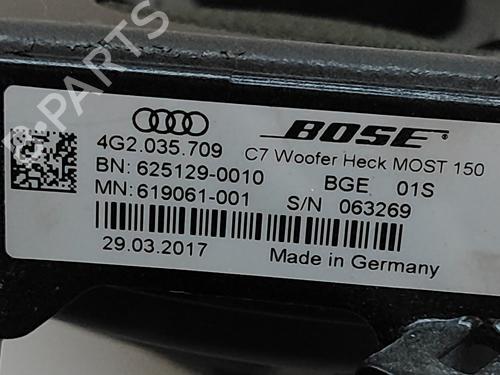 BOSE
4G2.035.709
C7 Woofer Heck MOST 150
BN: 625129-0010
BGE 01S
MN: 619061-001
S/N 063269
29.03.2017
Made in Germany
B-PARTS